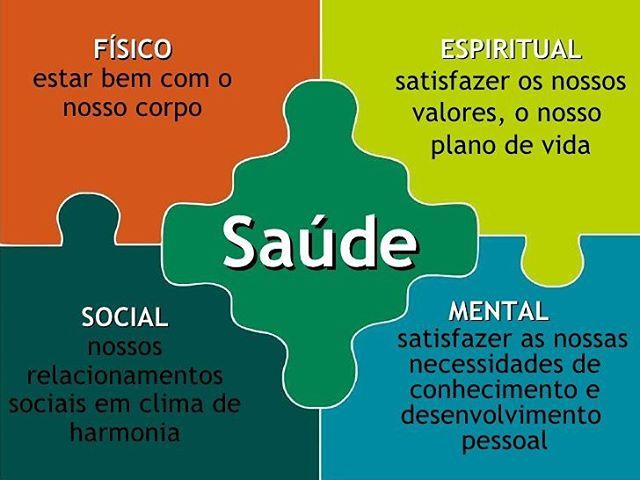 FÍSICO
estar bem com o
nosso corpo
ESPIRITUAL
satisfazer os nossos
valores, o nosso
plano de vida
Saúde
SOCIAL
nossos
relacionamentos
sociais em clima de
harmonia
MENTAL
satisfazer as nossas
necessidades de
conhecimento e
desenvolvimento
pessoal